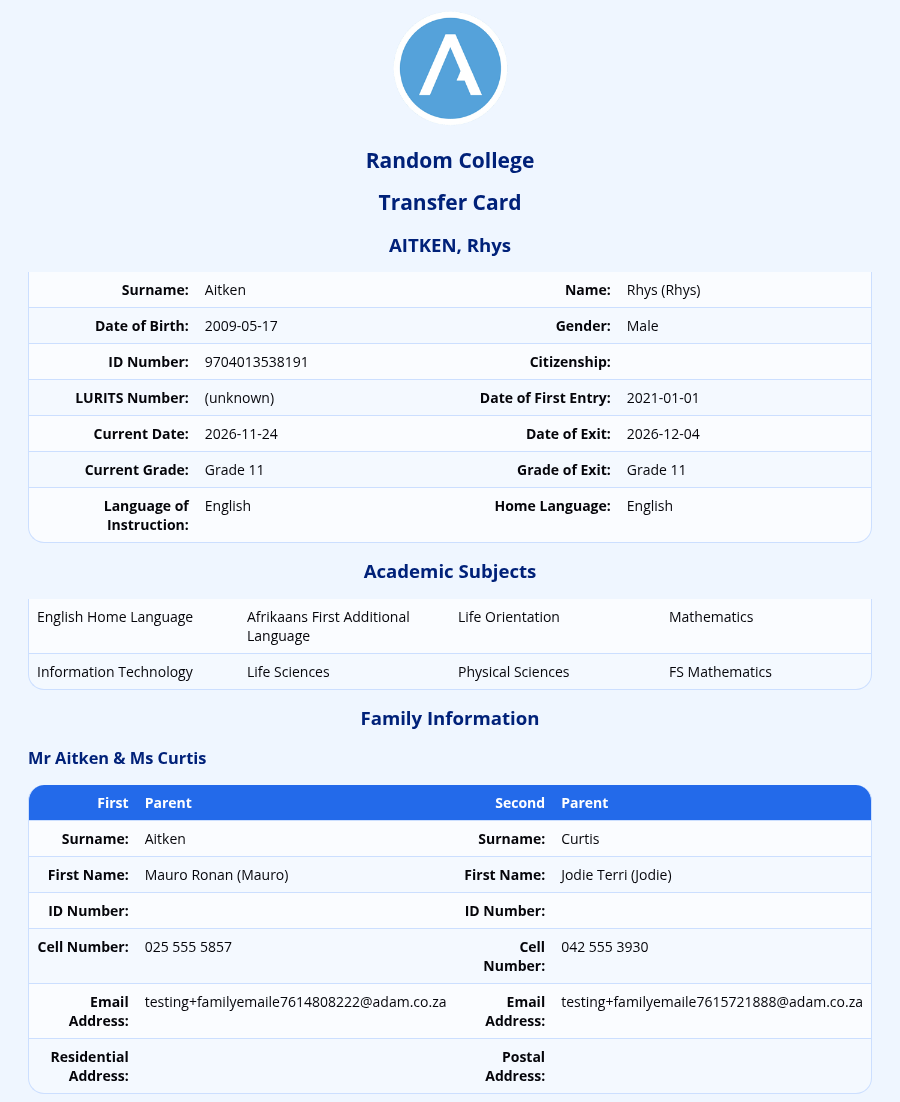 Random College
Transfer Card
AITKEN, Rhys
Surname: Aitken Name: Rhys (Rhys)
Date of Birth: 2009-05-17 Gender: Male
ID Number: 9704013538191 Citizenship:
LURITS Number: (unknown) Date of First Entry: 2021-01-01
Current Date: 2026-11-24 Date of Exit: 2026-12-04
Current Grade: Grade 11 Grade of Exit: Grade 11
Language of Instruction: English Home Language: English
Academic Subjects
English Home Language Afrikaans First Additional Language Life Orientation Mathematics
Information Technology Life Sciences Physical Sciences FS Mathematics
Family Information
Mr Aitken & Ms Curtis
First Parent Second Parent
Surname: Aitken Surname: Curtis
First Name: Mauro Ronan (Mauro) First Name: Jodie Terri (Jodie)
ID Number: ID Number:
Cell Number: 025 555 5857 Cell Number: 042 555 3930
Email Address: testing+familyemaile7614808222@adam.co.za Email Address: testing+familyemaile7615721888@adam.co.za
Residential Address: Postal Address: